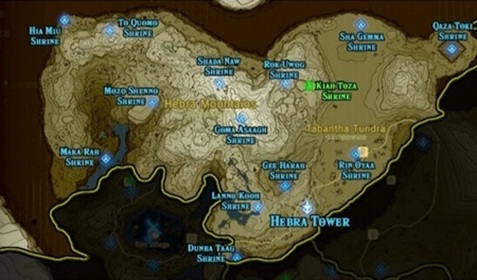 Hia Miu
Shrine
To Quomo
Shrine
Sha Gemma
Shrine
Qaza Tokki
Shrine
Shada Naw
Shrine
Rok Uwog
Shrine
Kiah Toza
Shrine
Mozo Shenno
Shrine
Hebra Mountains
Goma Asaagh
Shrine
Tabantha Tundra
Maka Rah
Shrine
Gee Harah
Shrine
Rin Oyaa
Shrine
Lanno Kooh
Shrine
Hebra Tower
Rito Village
Dunba Taag
Shrine